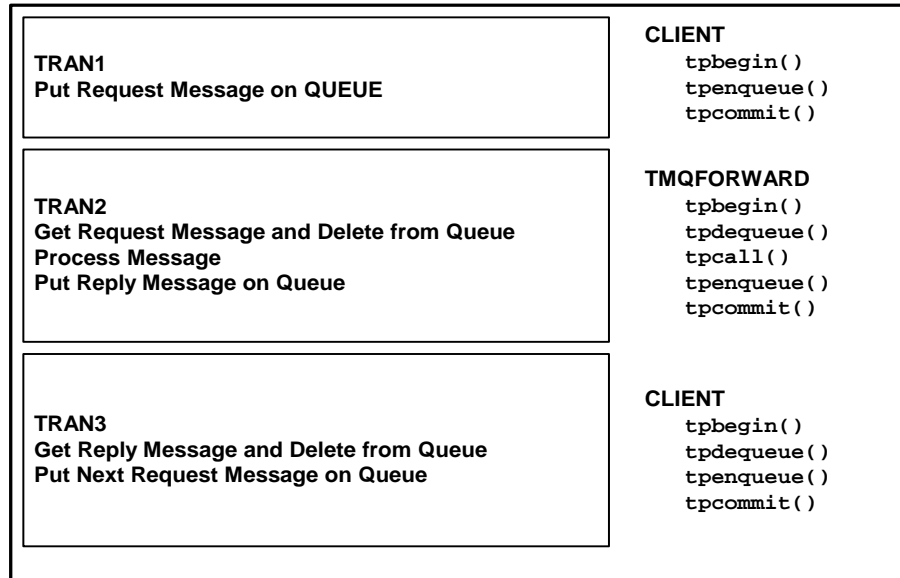 TRAN1
Put Request Message on QUEUE
CLIENT
tpbegin()
tpenqueue()
tpcommit()
TRAN2
Get Request Message and Delete from Queue
Process Message
Put Reply Message on Queue
TMQFORWARD
tpbegin()
tpdequeue()
tpcall()
tpenqueue()
tpcommit()
TRAN3
Get Reply Message and Delete from Queue
Put Next Request Message on Queue
CLIENT
tpbegin()
tpdequeue()
tpenqueue()
tpcommit()